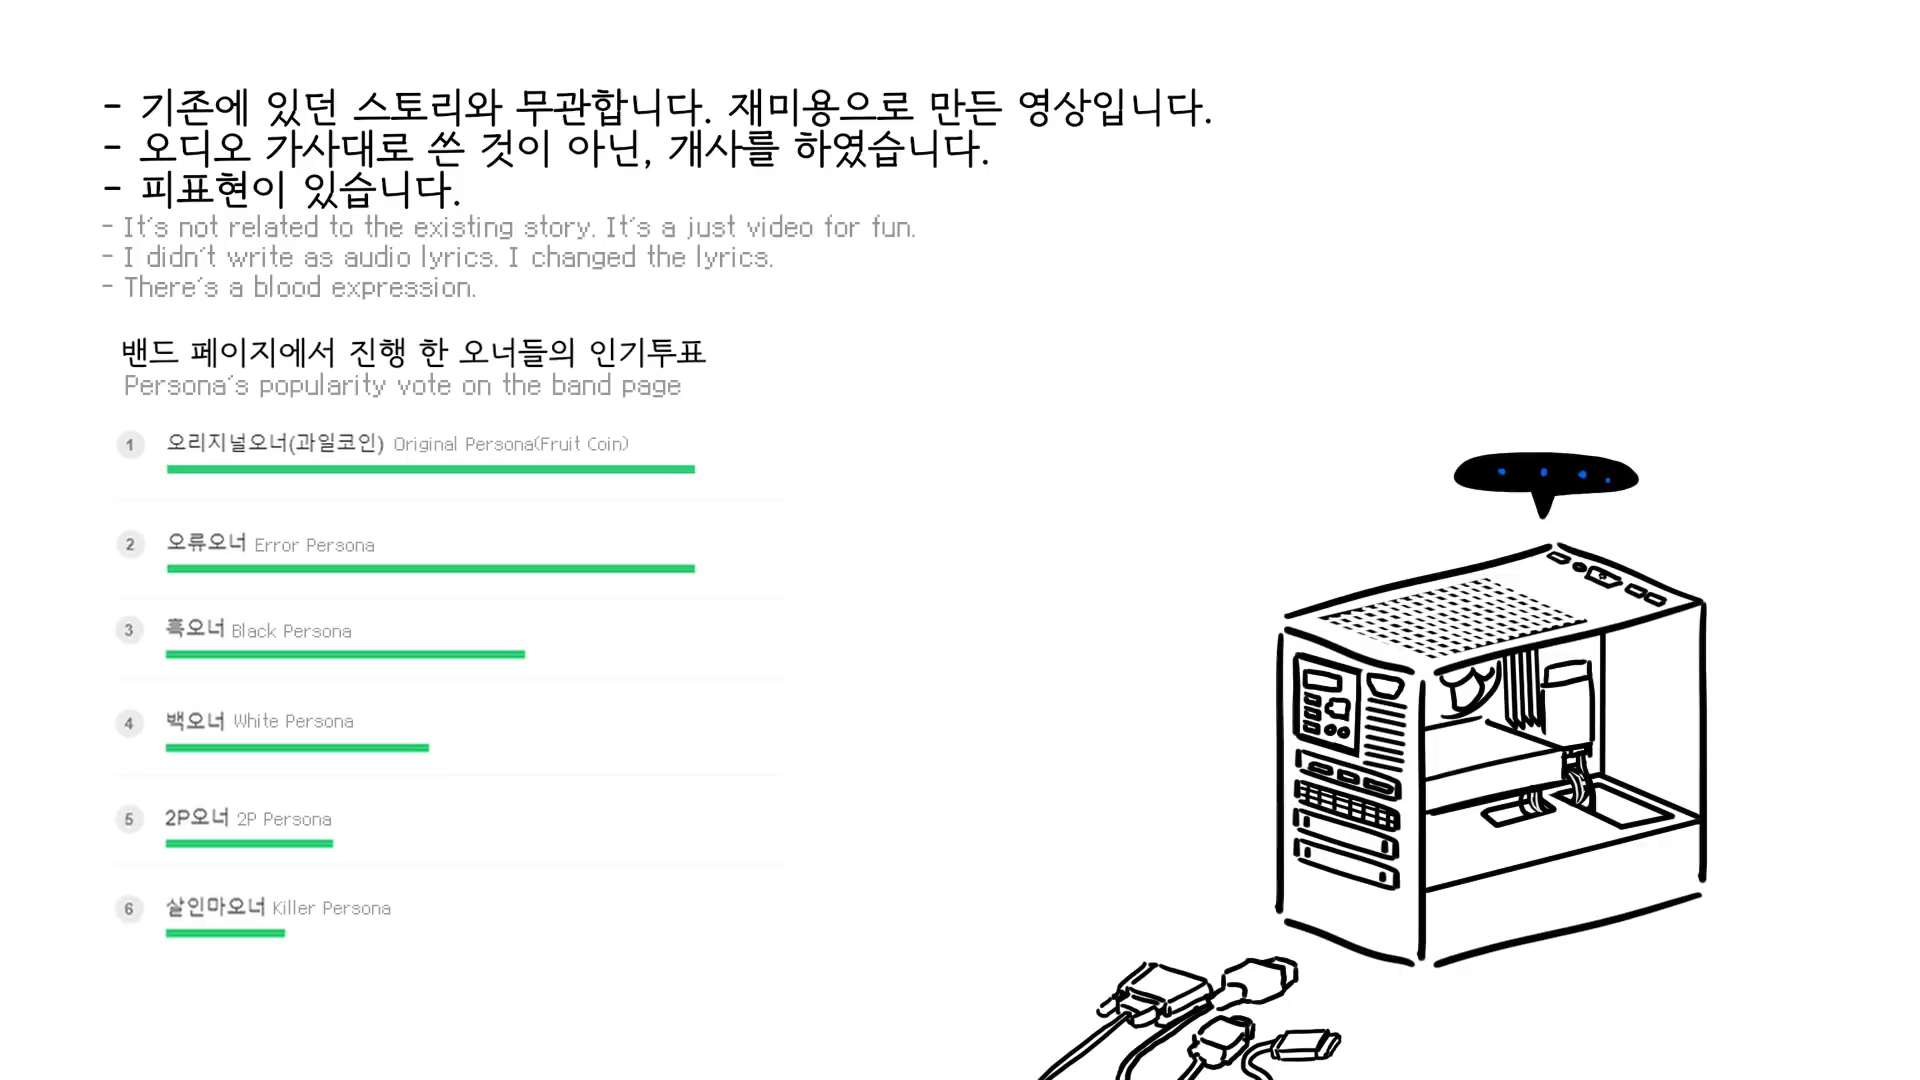 - 기존에 있던 스토리와 무관합니다. 재미용으로 만든 영상입니다.
- 오디오 가사대로 쓴 것이 아닌, 개사를 하였습니다.
- 피표현이 있습니다.
- It's not related to the existing story. It's a just video for fun.
- I didn't write as audio lyrics. I changed the lyrics.
- There's a blood expression.
밴드 페이지에서 진행 한 오너들의 인기투표
Persona's popularity vote on the band page
1 오리지널오너(과일코인) Original Persona(Fruit Coin)
2 오류오너 Error Persona
3 흑오너 Black Persona
4 백오너 White Persona
5 2P오너 2P Persona
6 살인마오너 Killer Persona